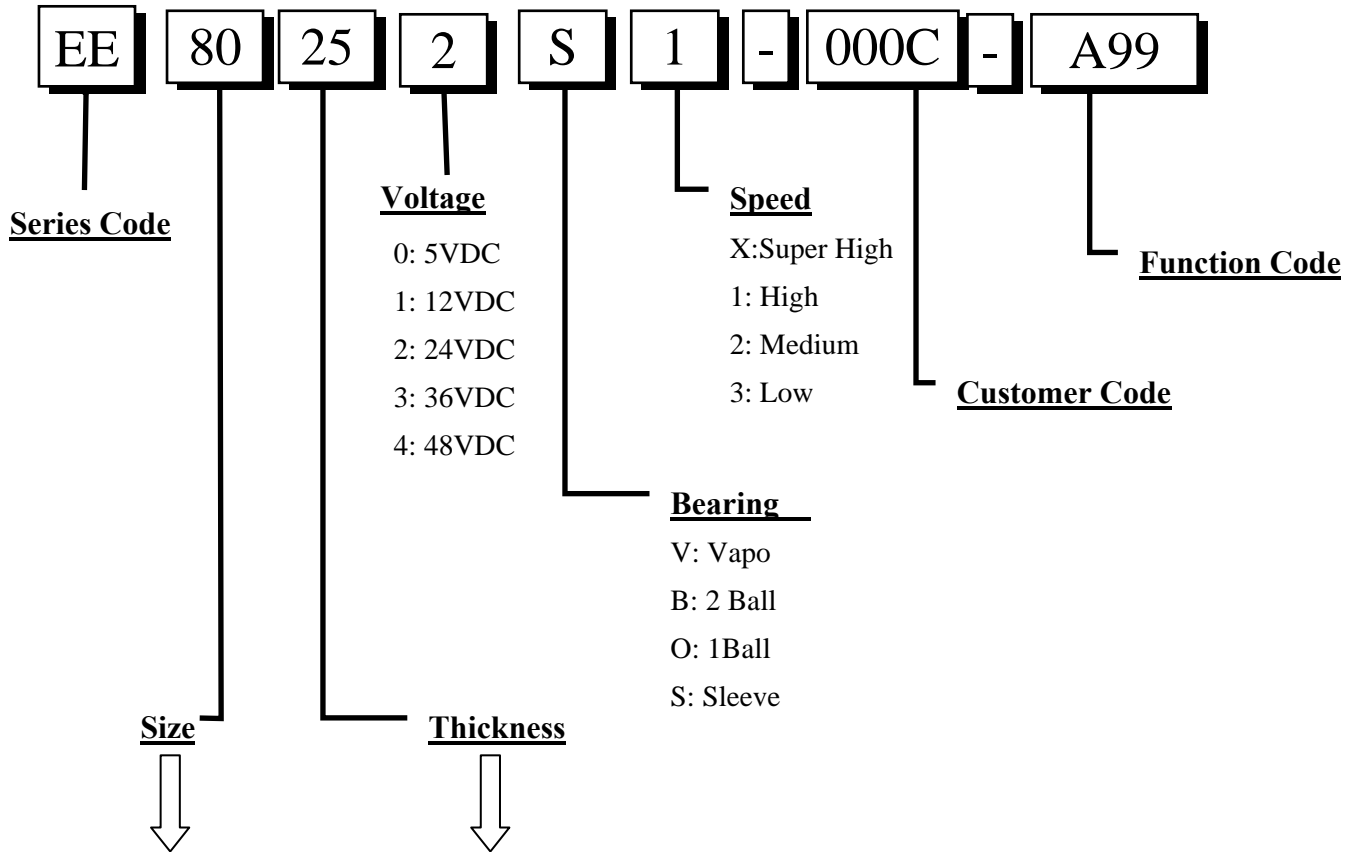 EE 80 25 2 S 1 - 000C - A99
Series Code
Voltage
0: 5VDC
1: 12VDC
2: 24VDC
3: 36VDC
4: 48VDC
Speed
X:Super High
1: High
2: Medium
3: Low
Function Code
Customer Code
Bearing
V: Vapo
B: 2 Ball
O: 1Ball
S: Sleeve
Size
Thickness